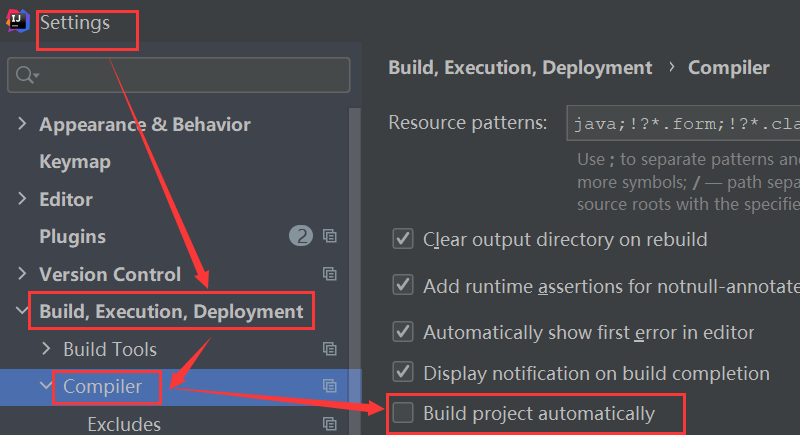 IJ
Settings
Appearance & Behavior
Keymap
Editor
Plugins 2
Version Control
Build, Execution, Deployment
Build Tools
Compiler
Excludes
Build, Execution, Deployment › Compiler
Resource patterns: java;!?*.form;!?*.cla
Use ; to separate patterns and
more symbols; / — path sepa
source roots with the specifie
Clear output directory on rebuild
Add runtime assertions for notnull-annotate
Automatically show first error in editor
Display notification on build completion
Build project automatically